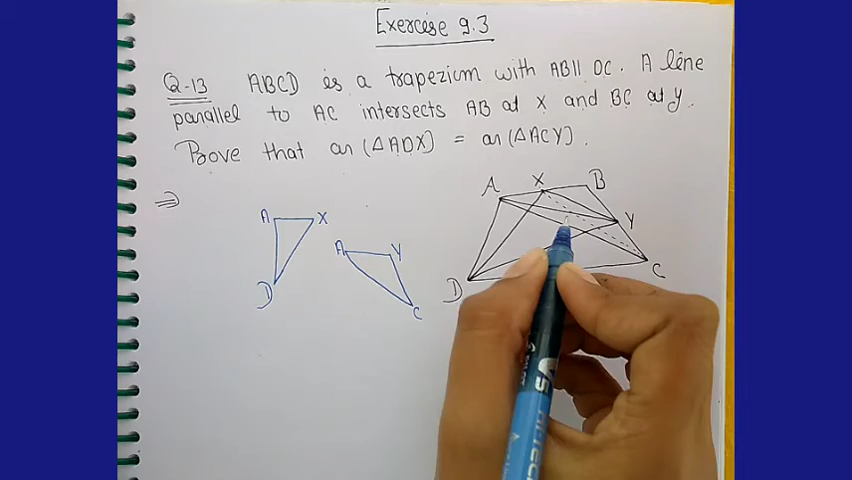 Exercise 9.3
Q-13 ABCD is a trapezium with AB || DC. A line
parallel to AC intersects AB at X and BC at Y.
Prove that ar (△ADX) = ar (△ACY).
⇒
A X
D
A Y
C
A X B
Y
D C
V5